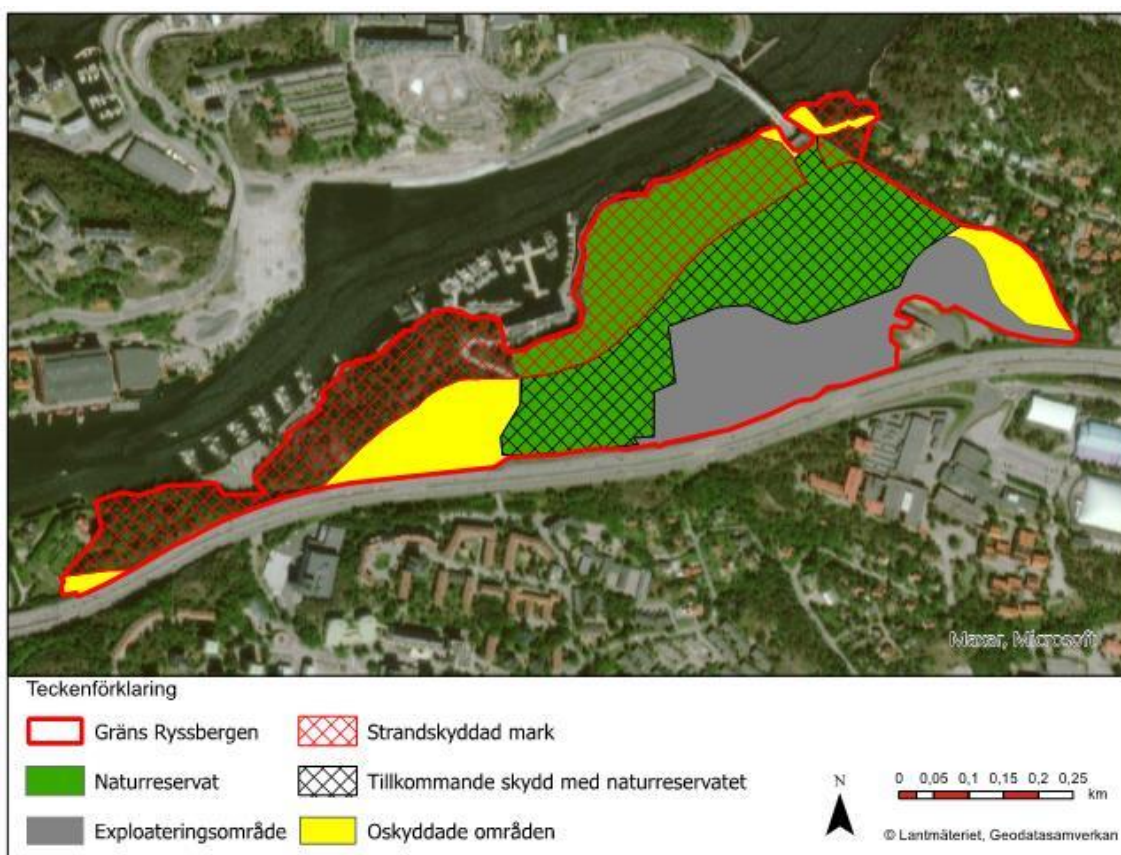 Maxar, Microsoft
Teckenförklaring
Gräns Ryssbergen
Strandskyddad mark
Naturreservat
Tillkommande skydd med naturreservatet
Exploateringsområde
Oskyddade områden
N
0 0,05 0,1 0,15 0,2 0,25
km
© Lantmäteriet, Geodatasamverkan